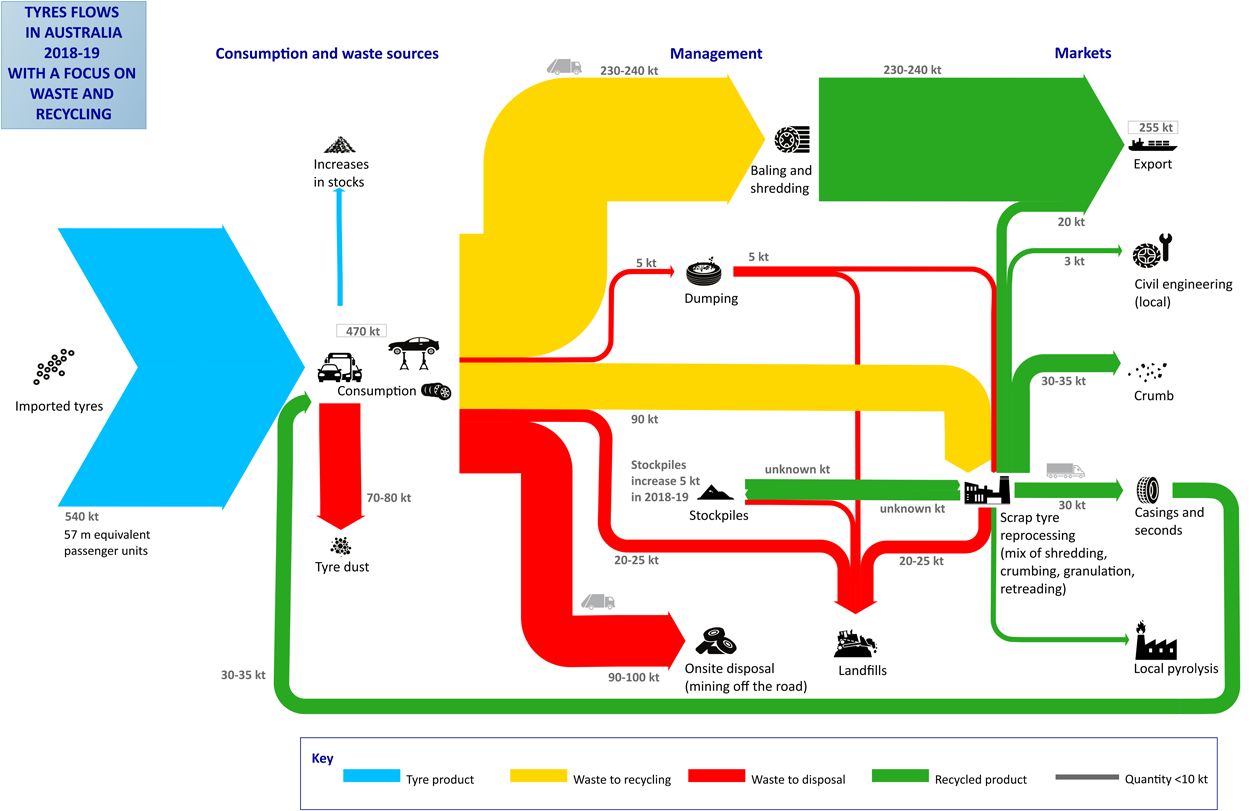 TYRES FLOWS
IN AUSTRALIA
2018-19
WITH A FOCUS ON
WASTE AND
RECYCLING
Consumption and waste sources
Management
Markets
230-240 kt
230-240 kt
255 kt
Export
Increases
in stocks
Baling and
shredding
20 kt
5 kt
5 kt
3 kt
Dumping
Civil engineering
(local)
470 kt
Imported tyres
Consumption
30-35 kt
Crumb
90 kt
Stockpiles
increase 5 kt
in 2018-19
unknown kt
unknown kt
Stockpiles
70-80 kt
30 kt
Casings and
seconds
540 kt
57 m equivalent
passenger units
Scrap tyre
reprocessing
(mix of shredding,
crumbing, granulation,
retreading)
Tyre dust
20-25 kt
20-25 kt
30-35 kt
90-100 kt
Onsite disposal
(mining off the road)
Landfills
Local pyrolysis
Key
Tyre product
Waste to recycling
Waste to disposal
Recycled product
Quantity <10 kt